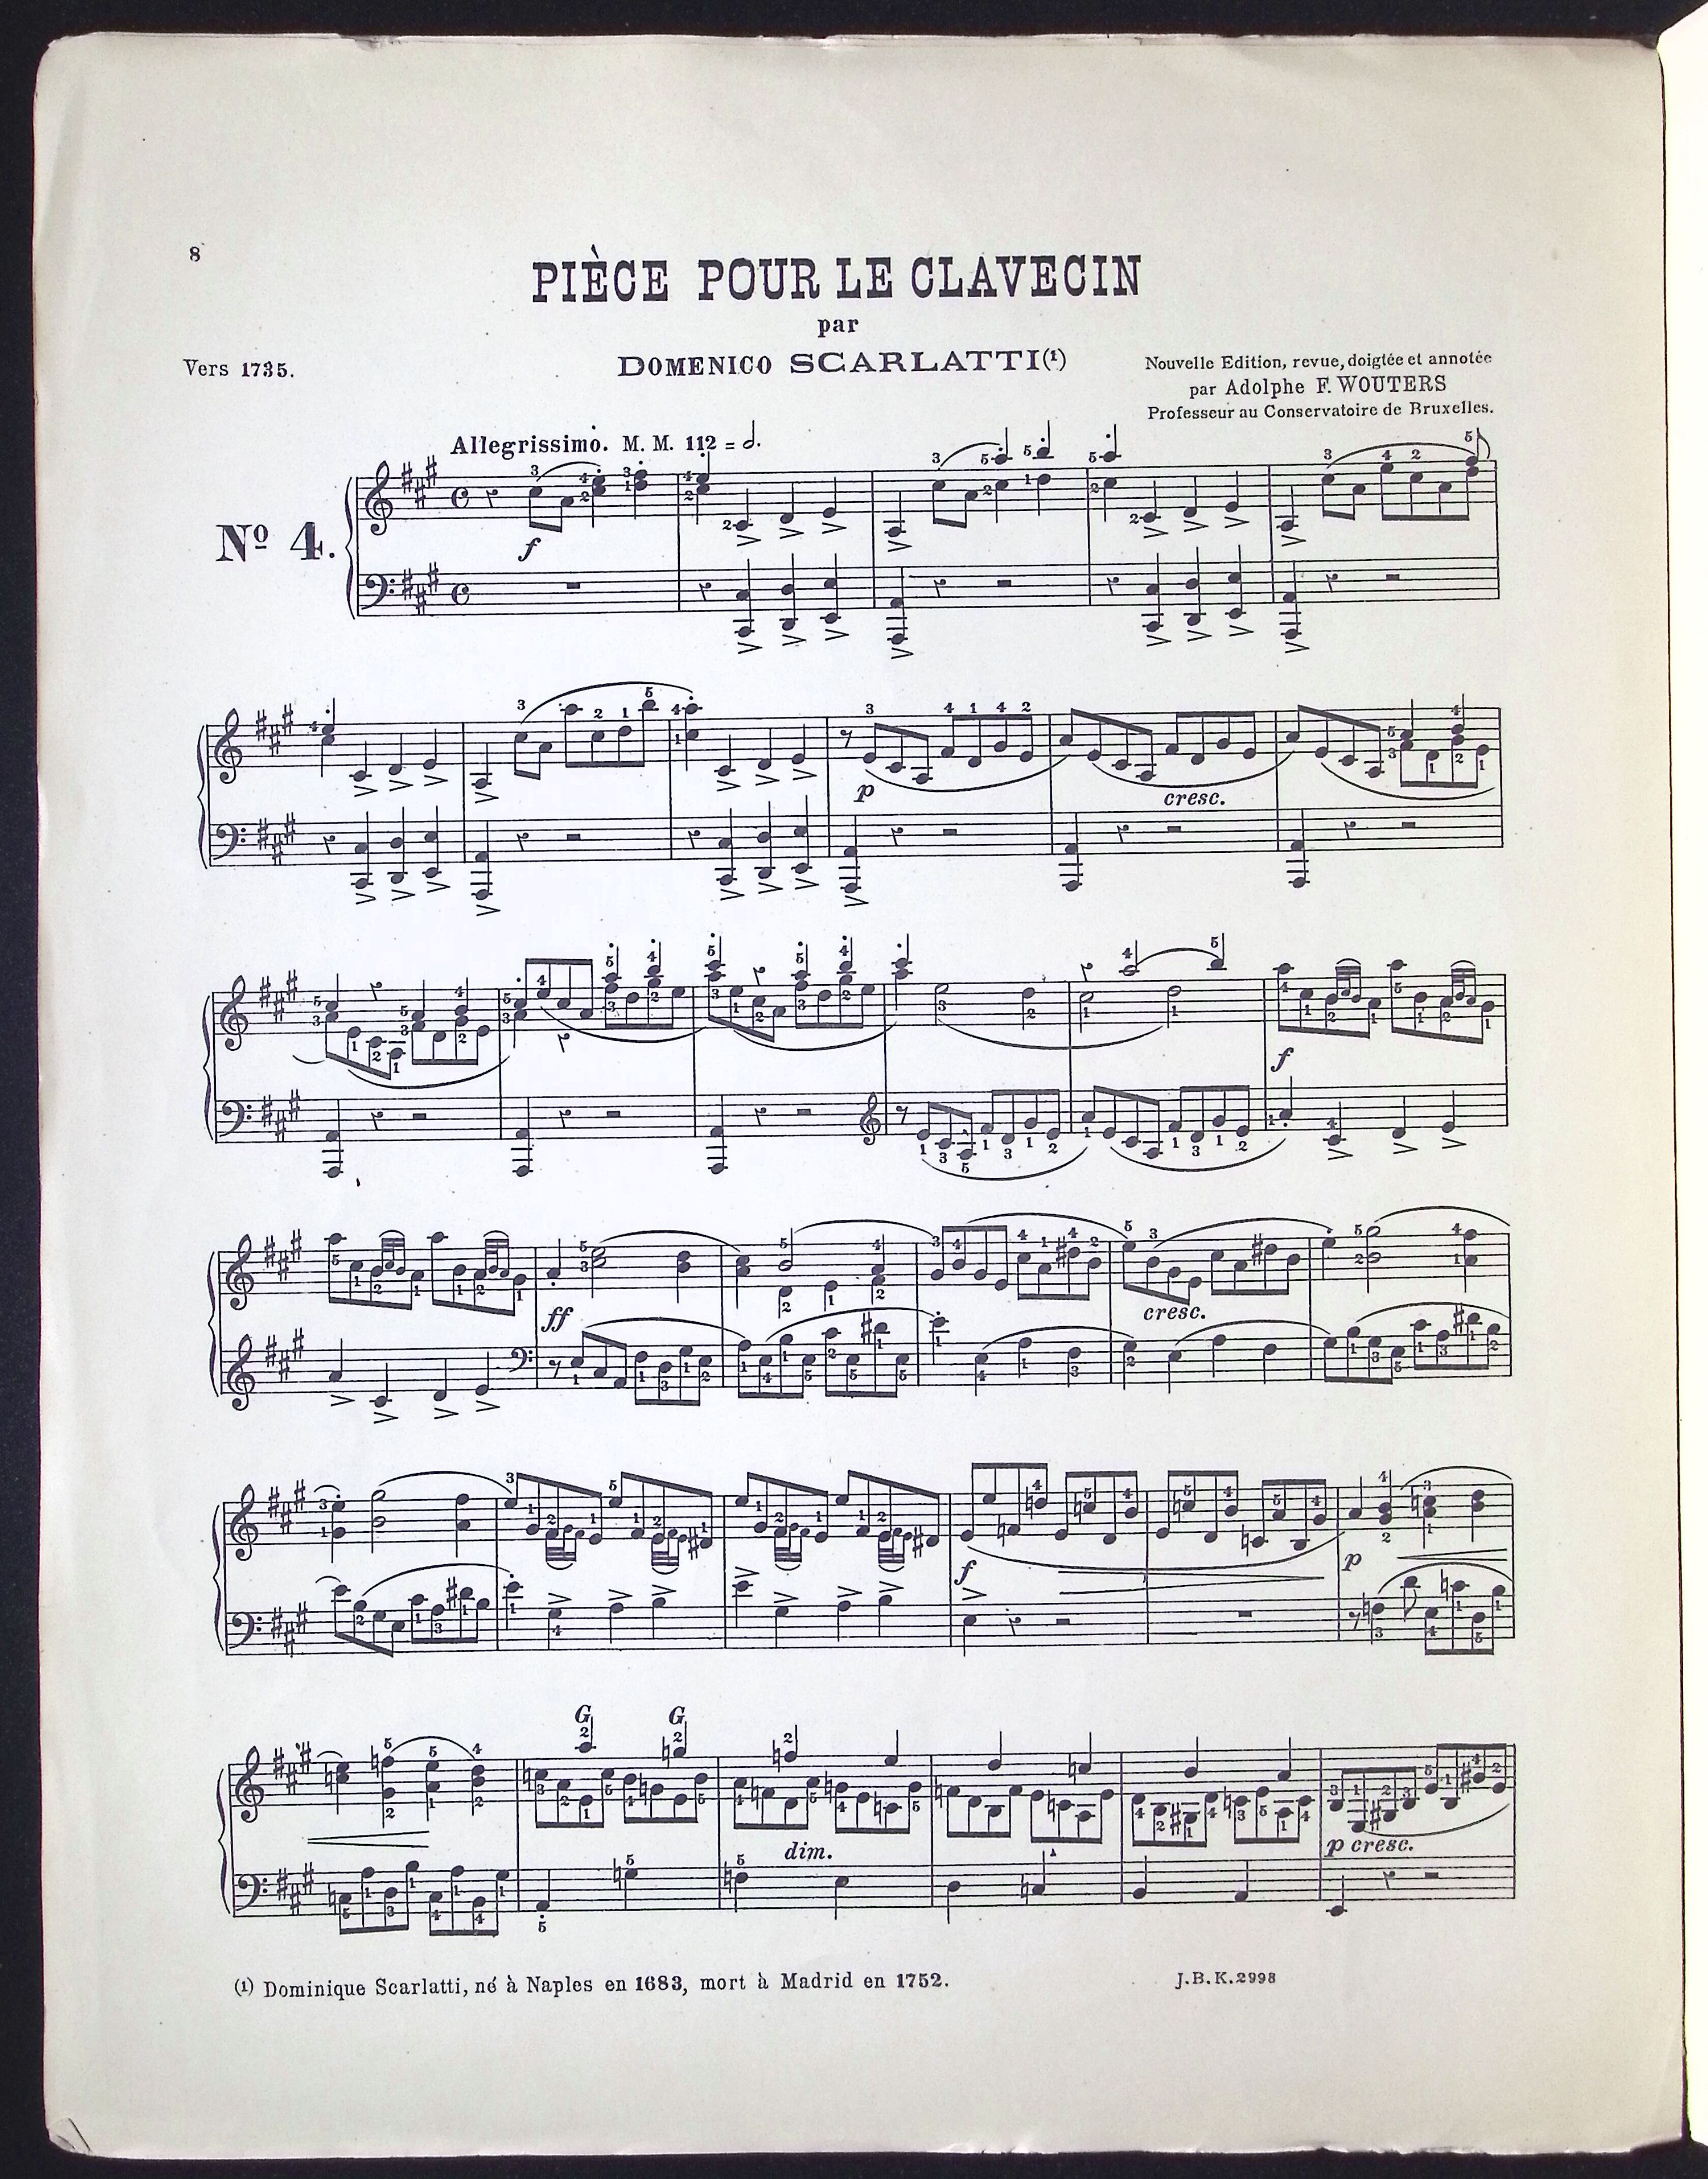 8
PIÈCE POUR LE CLAVECIN
par
DOMENICO SCARLATTI(1)
Vers 1735.
Nouvelle Edition, revue, doigtée et annotée
par Adolphe F. WOUTERS
Professeur au Conservatoire de Bruxelles.
Allegrissimo. M. M. 112 =
Nº 4.
f
p
cresc.
f
ff
cresc.
f
p
G G
dim.
p cresc.
(1) Dominique Scarlatti, né à Naples en 1683, mort à Madrid en 1752.
J.B.K.2998